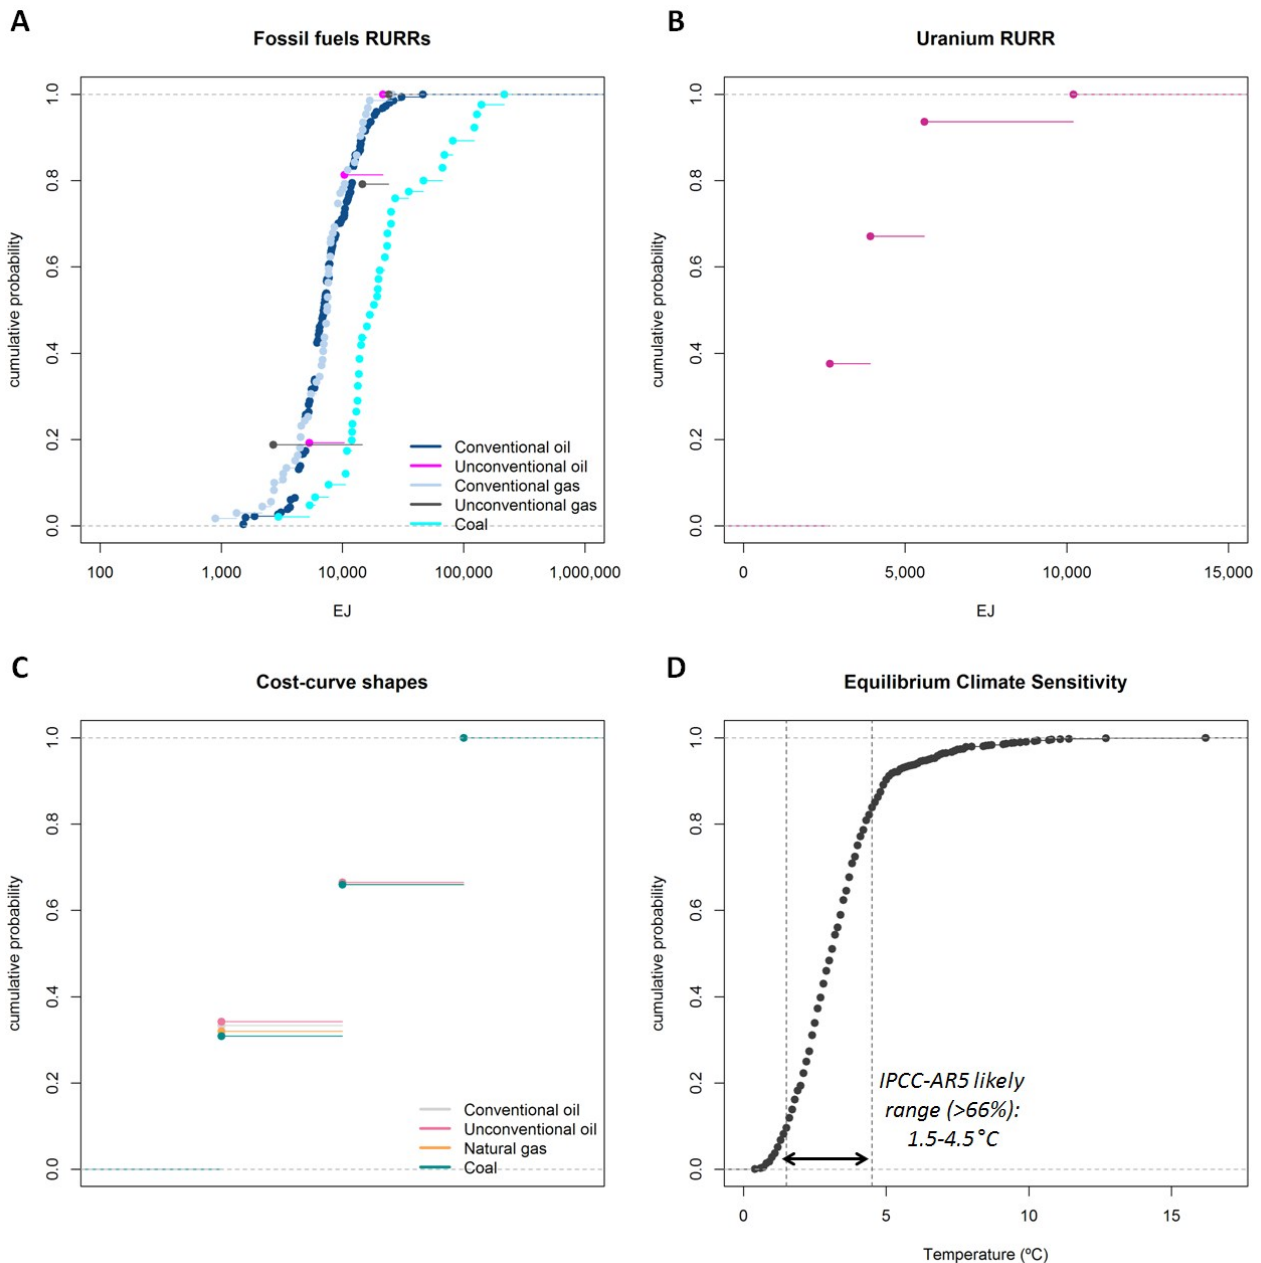 A
Fossil fuels RURRs
cumulative probability
1.0
0.8
0.6
0.4
0.2
0.0
Conventional oil
Unconventional oil
Conventional gas
Unconventional gas
Coal
100
1,000
10,000
100,000
1,000,000
EJ
B
Uranium RURR
cumulative probability
1.0
0.8
0.6
0.4
0.2
0.0
0
5,000
10,000
15,000
EJ
C
Cost-curve shapes
cumulative probability
1.0
0.8
0.6
0.4
0.2
0.0
Conventional oil
Unconventional oil
Natural gas
Coal
D
Equilibrium Climate Sensitivity
cumulative probability
1.0
0.8
0.6
0.4
0.2
0.0
IPCC-AR5 likely
range (>66%):
1.5-4.5°C
0
5
10
15
Temperature (ºC)